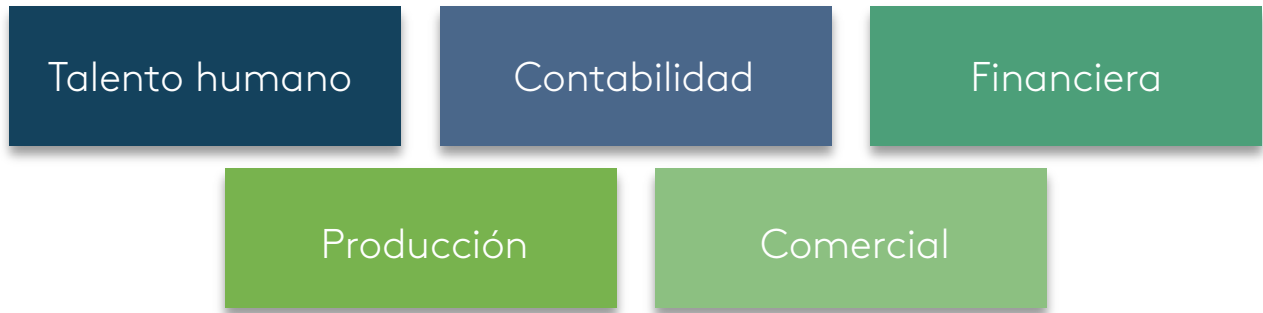 Talento humano
Contabilidad
Financiera
Producción
Comercial